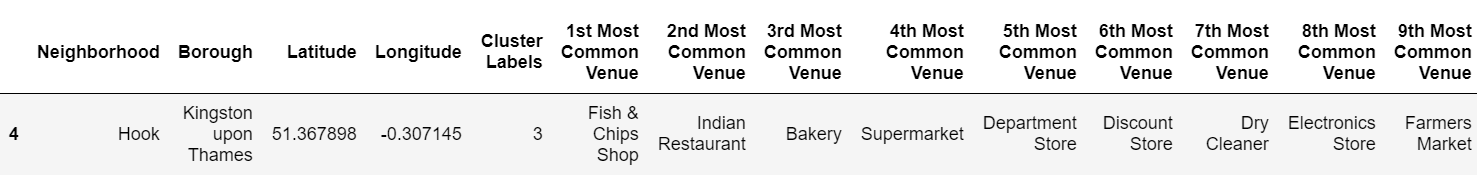 Neighborhood Borough Latitude Longitude Cluster Labels 1st Most Common Venue 2nd Most Common Venue 3rd Most Common Venue 4th Most Common Venue 5th Most Common Venue 6th Most Common Venue 7th Most Common Venue 8th Most Common Venue 9th Most Common Venue
4 Hook Kingston upon Thames 51.367898 -0.307145 3 Fish & Chips Shop Indian Restaurant Bakery Supermarket Department Store Discount Store Dry Cleaner Electronics Store Farmers Market